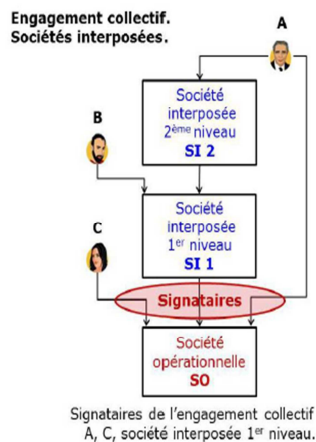 Engagement collectif.
Sociétés interposées.
A
Société
interposée
2ème niveau
SI 2
B
Société
interposée
1er niveau
SI 1
C
Signataires
Société
opérationnelle
SO
Signataires de l'engagement collectif
A, C, société interposée 1er niveau.